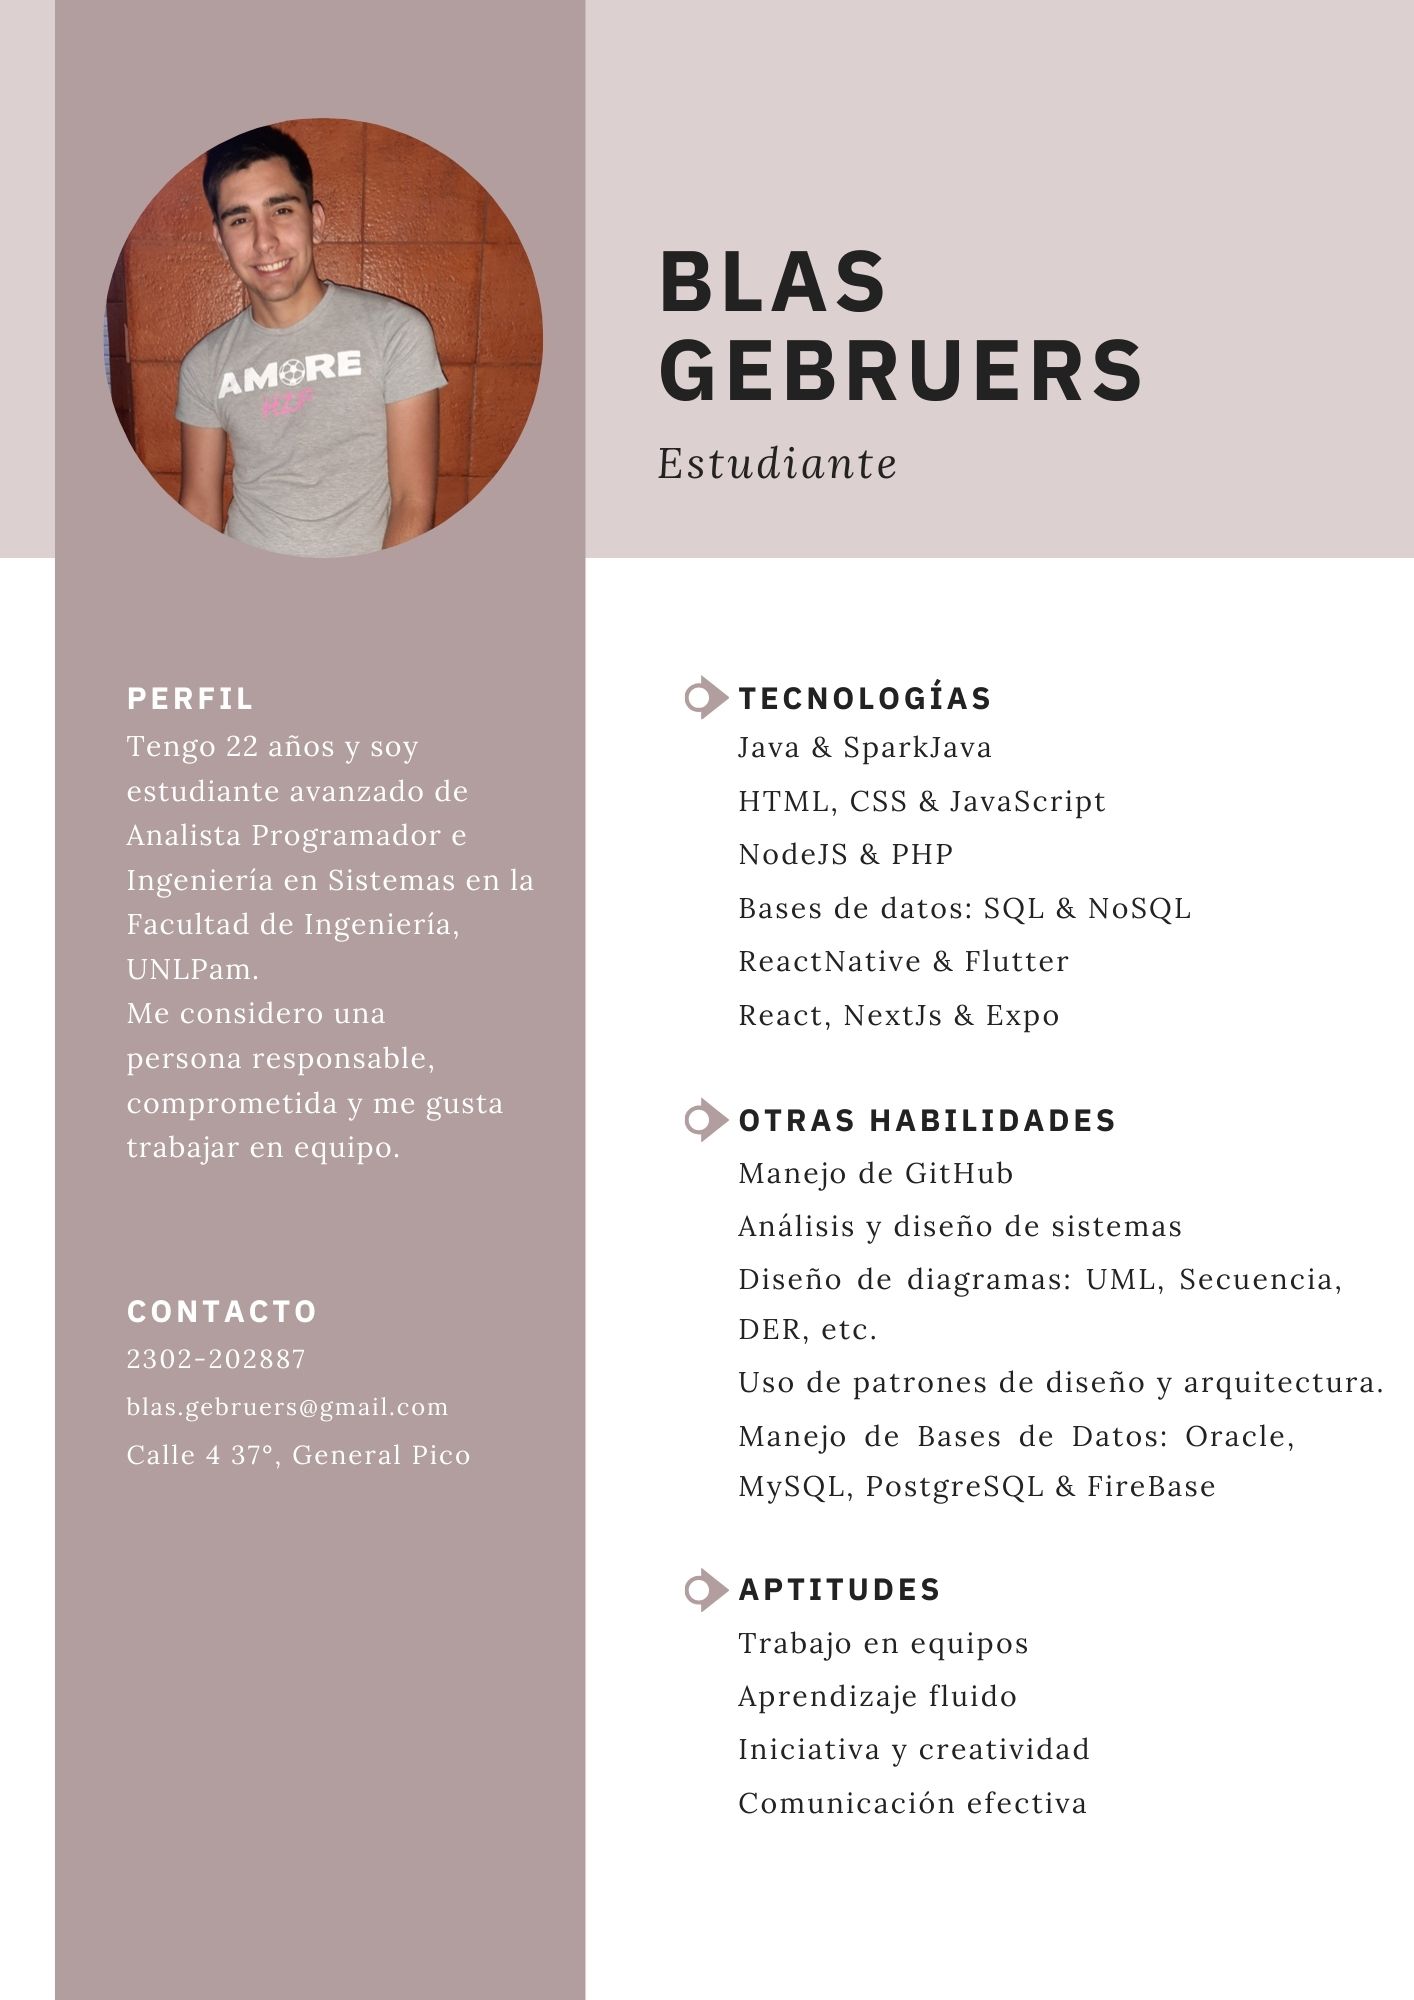 AMORE
BLAS
GEBRUERS
Estudiante
PERFIL
Tengo 22 años y soy
estudiante avanzado de
Analista Programador e
Ingeniería en Sistemas en la
Facultad de Ingeniería,
UNLPam.
Me considero una
persona responsable,
comprometida y me gusta
trabajar en equipo.
CONTACTO
2302-202887
blas.gebruers@gmail.com
Calle 4 37°, General Pico
TECNOLOGÍAS
Java & SparkJava
HTML, CSS & JavaScript
NodeJS & PHP
Bases de datos: SQL & NoSQL
ReactNative & Flutter
React, NextJs & Expo
OTRAS HABILIDADES
Manejo de GitHub
Análisis y diseño de sistemas
Diseño de diagramas: UML, Secuencia,
DER, etc.
Uso de patrones de diseño y arquitectura.
Manejo de Bases de Datos: Oracle,
MySQL, PostgreSQL & FireBase
APTITUDES
Trabajo en equipos
Aprendizaje fluido
Iniciativa y creatividad
Comunicación efectiva